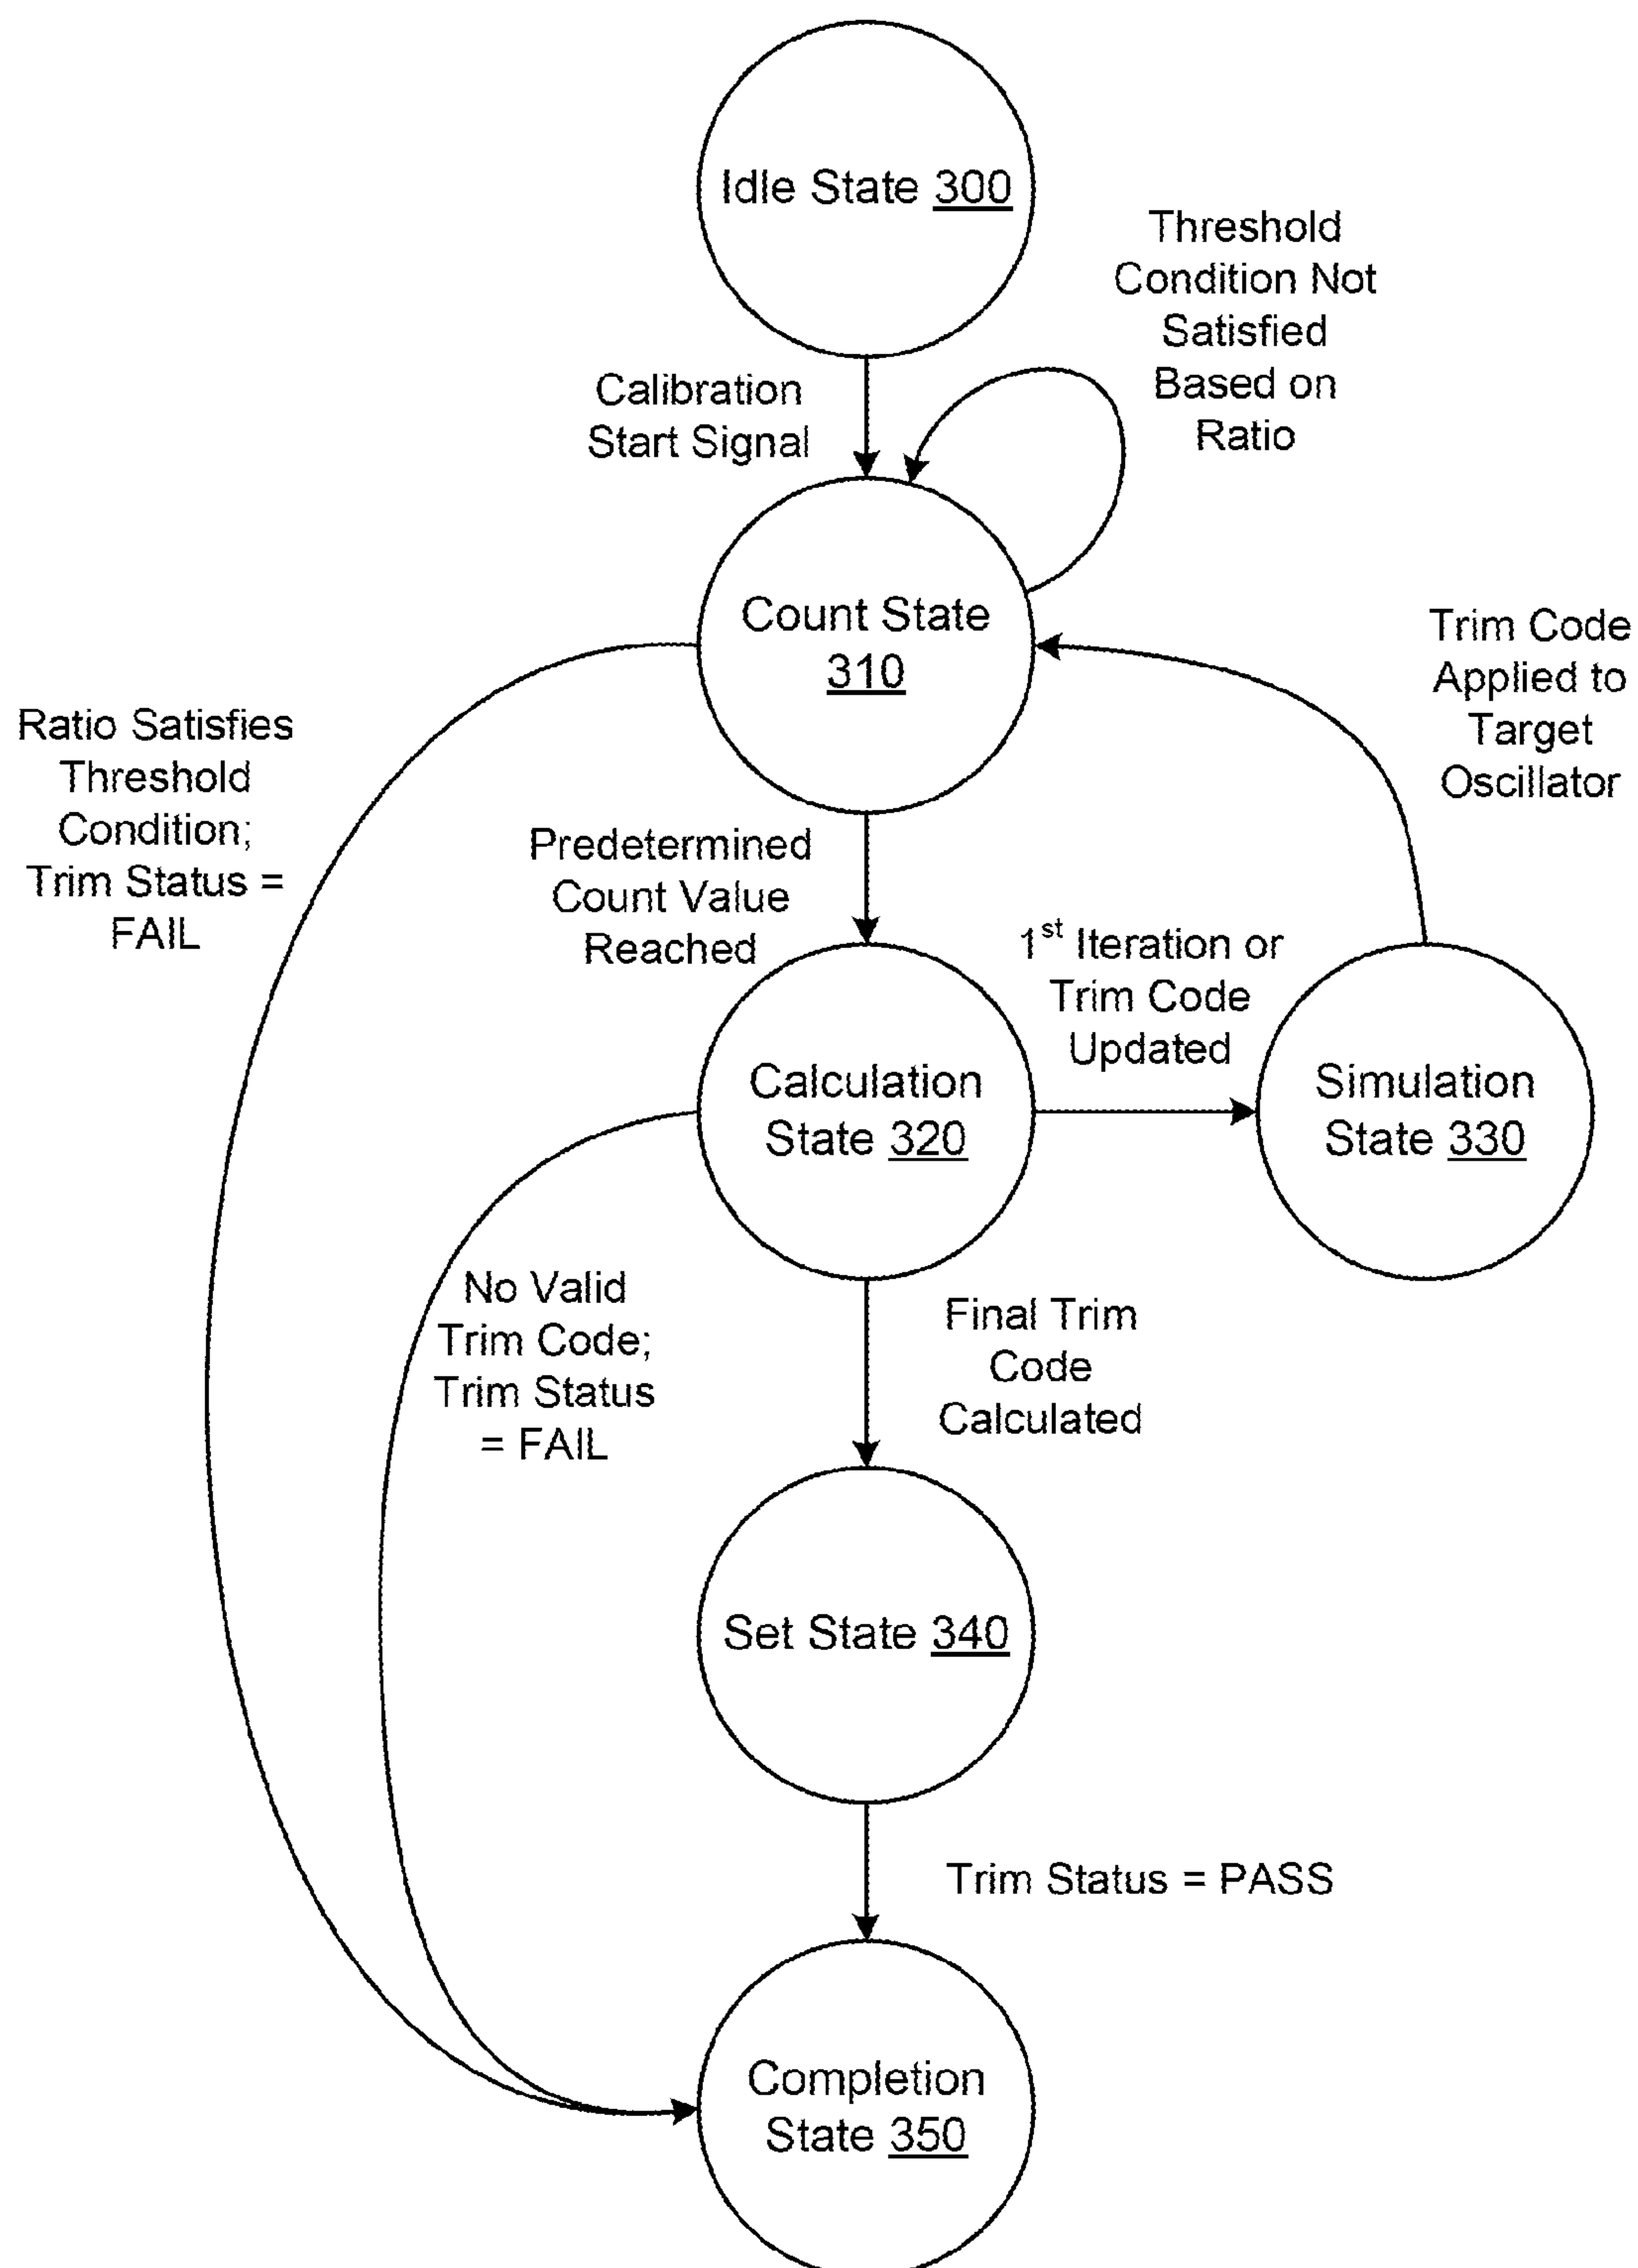 Idle State 300
Threshold
Condition Not
Satisfied
Based on
Ratio
Calibration
Start Signal
Count State
310
Trim Code
Applied to
Target
Oscillator
Ratio Satisfies
Threshold
Condition;
Trim Status =
FAIL
Predetermined
Count Value
Reached
1st Iteration or
Trim Code
Updated
Calculation
State 320
Simulation
State 330
No Valid
Trim Code;
Trim Status
= FAIL
Final Trim
Code
Calculated
Set State 340
Trim Status = PASS
Completion
State 350